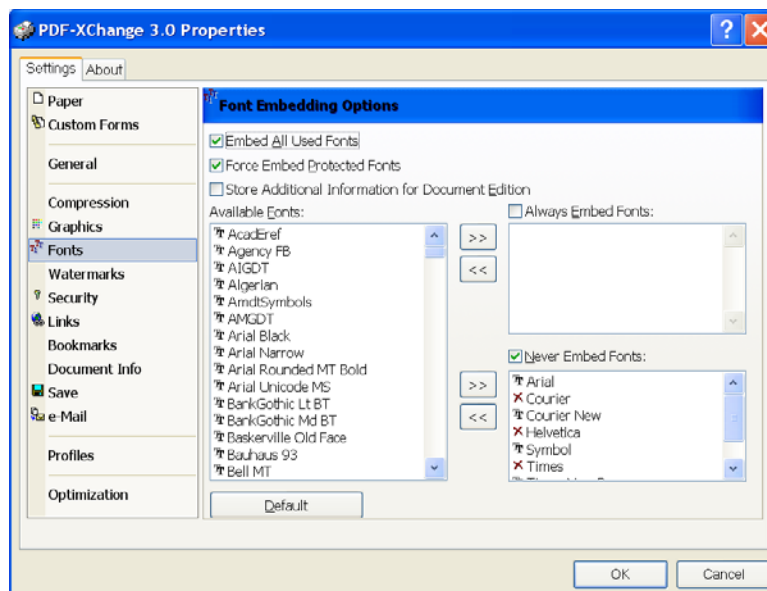 PDF-XChange 3.0 Properties
Settings
About
Paper
Custom Forms
General
Compression
Graphics
Fonts
Watermarks
Security
Links
Bookmarks
Document Info
Save
e-Mail
Profiles
Optimization
Font Embedding Options
Embed All Used Fonts
Force Embed Protected Fonts
Store Additional Information for Document Edition
Available Fonts:
AcadEref
Agency FB
AIGDT
Algerian
AmdtSymbols
AMGDT
Arial Black
Arial Narrow
Arial Rounded MT Bold
Arial Unicode MS
BankGothic Lt BT
BankGothic Md BT
Baskerville Old Face
Bauhaus 93
Bell MT
>>
<<
>>
<<
Always Embed Fonts:
Never Embed Fonts:
Arial
Courier
Courier New
Helvetica
Symbol
Times
Default
OK
Cancel